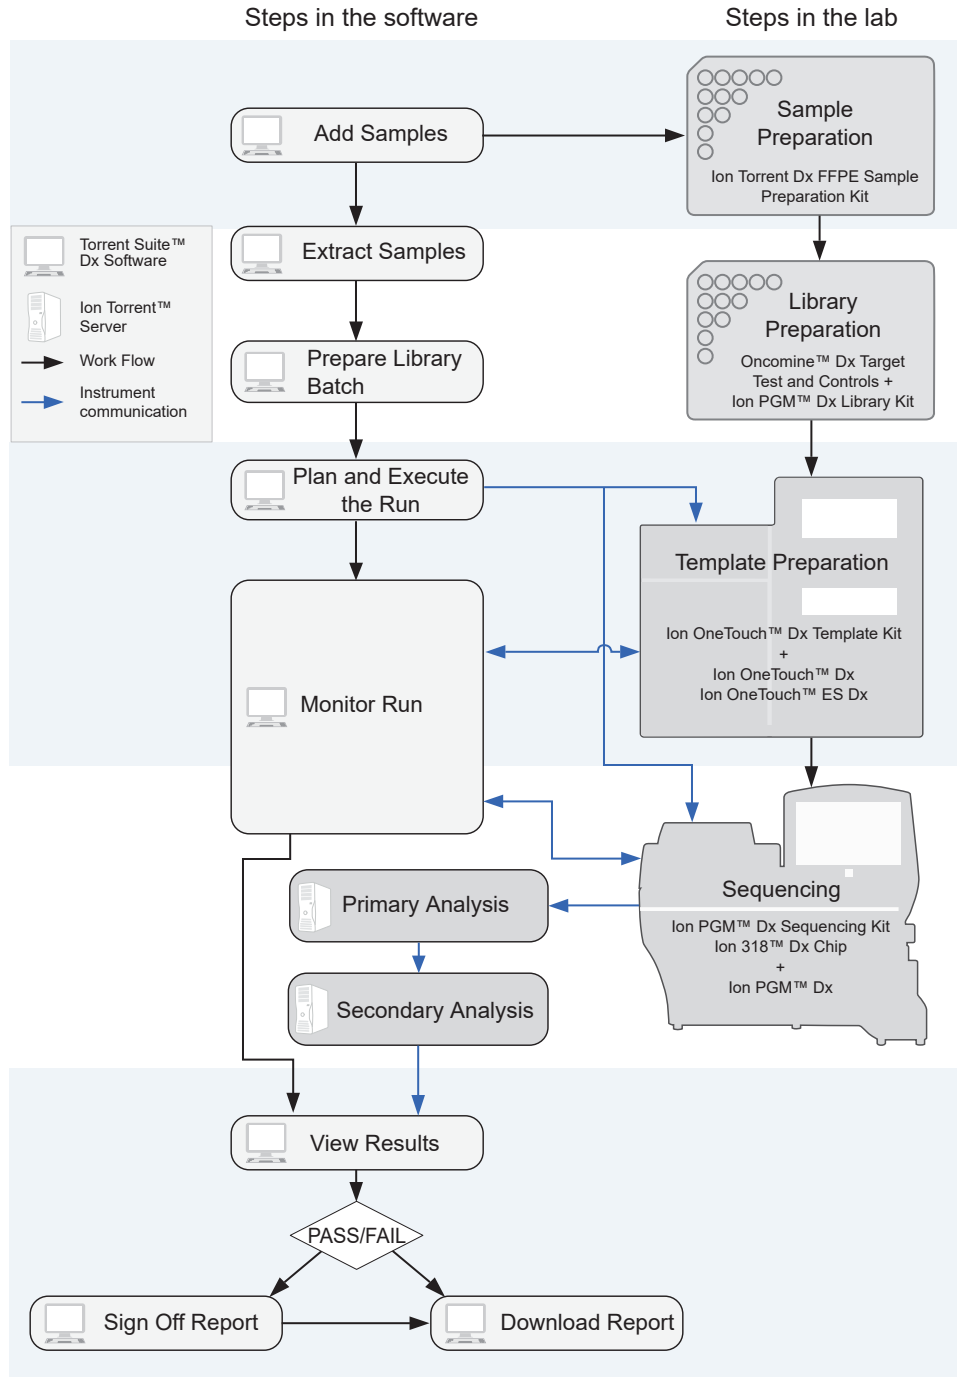 Steps in the software
Steps in the lab
Add Samples
Sample
Preparation
Ion Torrent Dx FFPE Sample
Preparation Kit
Torrent Suite™
Dx Software
Ion Torrent™
Server
Work Flow
Instrument
communication
Extract Samples
Library
Preparation
Oncomine™ Dx Target
Test and Controls +
Ion PGM™ Dx Library Kit
Prepare Library
Batch
Plan and Execute
the Run
Template Preparation
Ion OneTouch™ Dx Template Kit
+
Ion OneTouch™ Dx
Ion OneTouch™ ES Dx
Monitor Run
Sequencing
Ion PGM™ Dx Sequencing Kit
Ion 318™ Dx Chip
+
Ion PGM™ Dx
Primary Analysis
Secondary Analysis
View Results
PASS/FAIL
Sign Off Report
Download Report